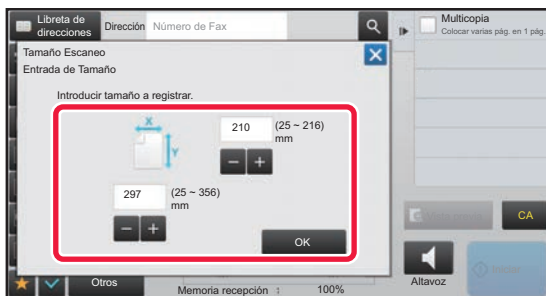 Libreta de
direcciones
Dirección
Número de Fax
Multicopia
Colocar varias pág. en 1 pág.
Tamaño Escaneo
Entrada de Tamaño
Introducir tamaño a registrar.
X
Y
210
(25 ~ 216)
mm
297
(25 ~ 356)
mm
OK
CA
Otros
Memoria recepción :
100%
Altavoz